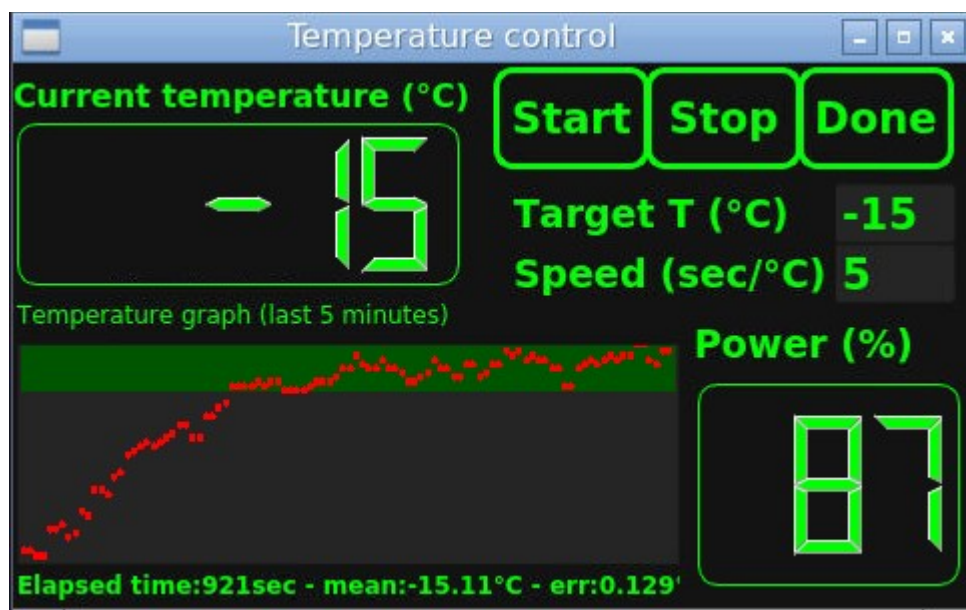 Temperature control
Current temperature (°C)
-15
Start Stop Done
Target T (°C) -15
Speed (sec/°C) 5
Temperature graph (last 5 minutes)
Power (%)
87
Elapsed time:921sec - mean:-15.11°C - err:0.129